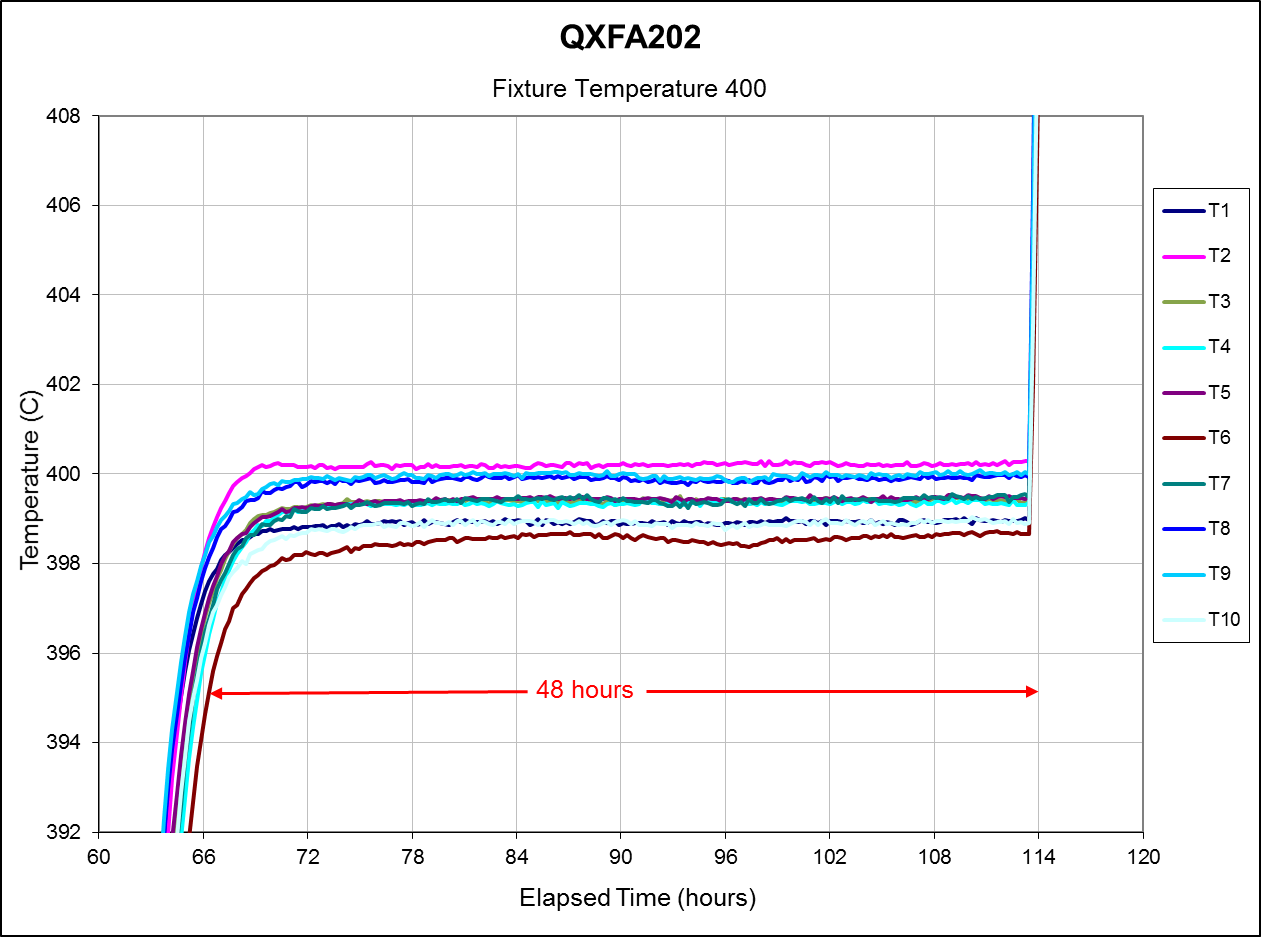 QXFA202
Fixture Temperature 400
408
406
404
402
400
398
396
394
392
Temperature (C)
48 hours
60 66 72 78 84 90 96 102 108 114 120
Elapsed Time (hours)
T1
T2
T3
T4
T5
T6
T7
T8
T9
T10